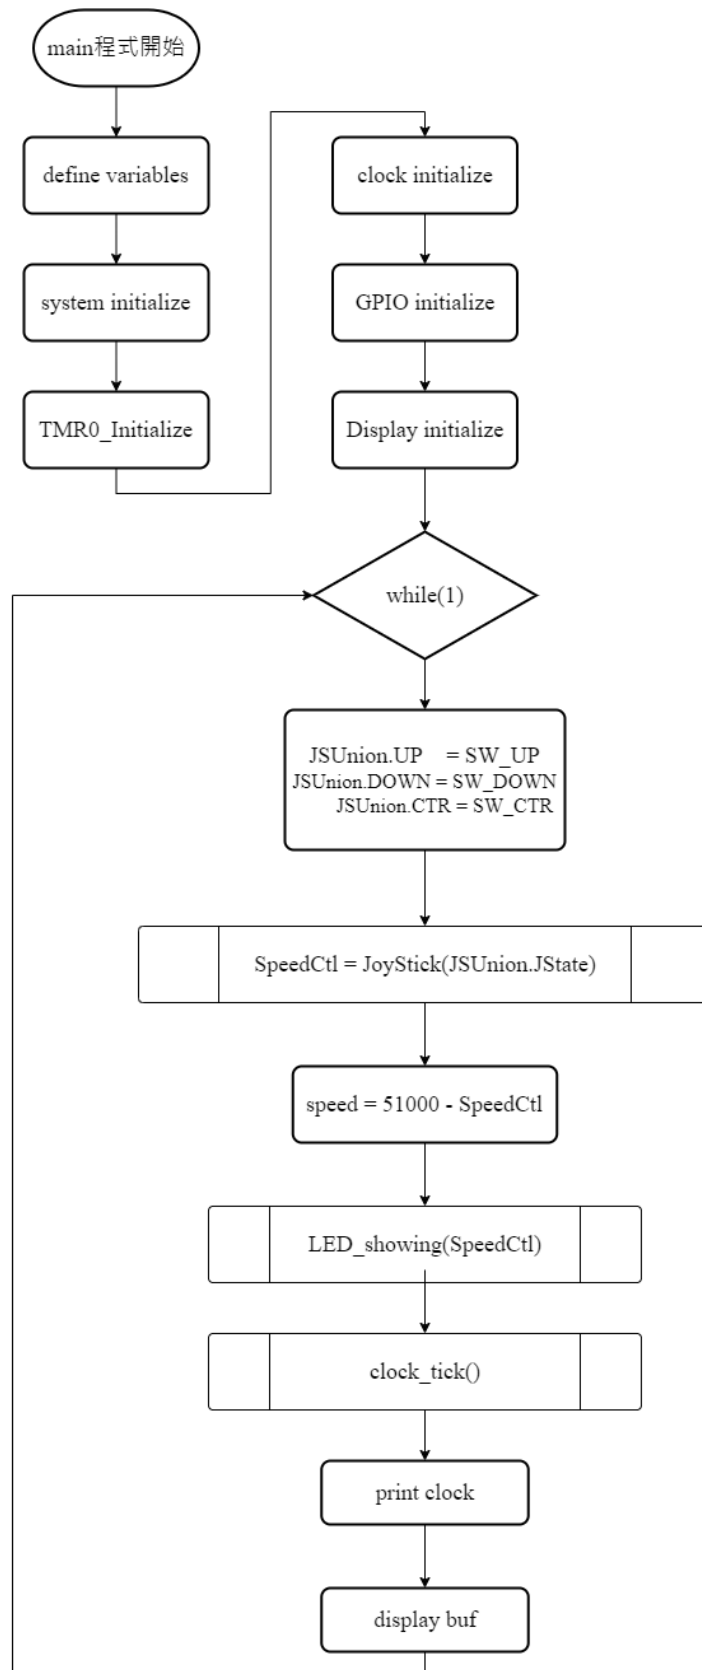 main程式開始
define variables
system initialize
TMR0_Initialize
clock initialize
GPIO initialize
Display initialize
while(1)
JSUnion.UP = SW_UP
JSUnion.DOWN = SW_DOWN
JSUnion.CTR = SW_CTR
SpeedCtl = JoyStick(JSUnion.JState)
speed = 51000 - SpeedCtl
LED_showing(SpeedCtl)
clock_tick()
print clock
display buf